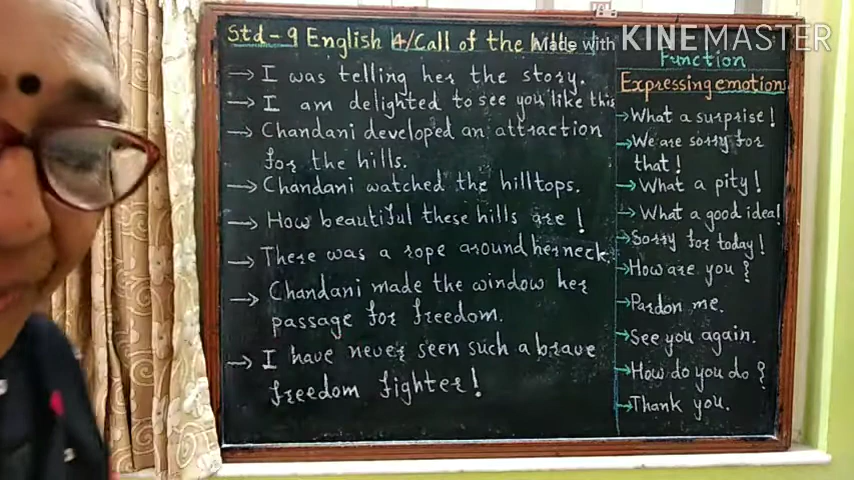 Std-9 English 4/Call of the hills
Made with KINEMASTER
→ I was telling her the story.
→ I am delighted to see you like this
→ Chandani developed an attraction
for the hills.
→ Chandani watched the hilltops.
→ How beautiful these hills are!
→ There was a rope around her neck.
→ Chandani made the window her
passage for freedom.
→ I have never seen such a brave
freedom fighter!
Function
Expressing emotions
→ What a surprise!
→ We are sorry for
that!
→ What a pity!
→ What a good idea!
→ Sorry for today!
→ How are you?
→ Pardon me.
→ See you again.
→ How do you do?
→ Thank you.